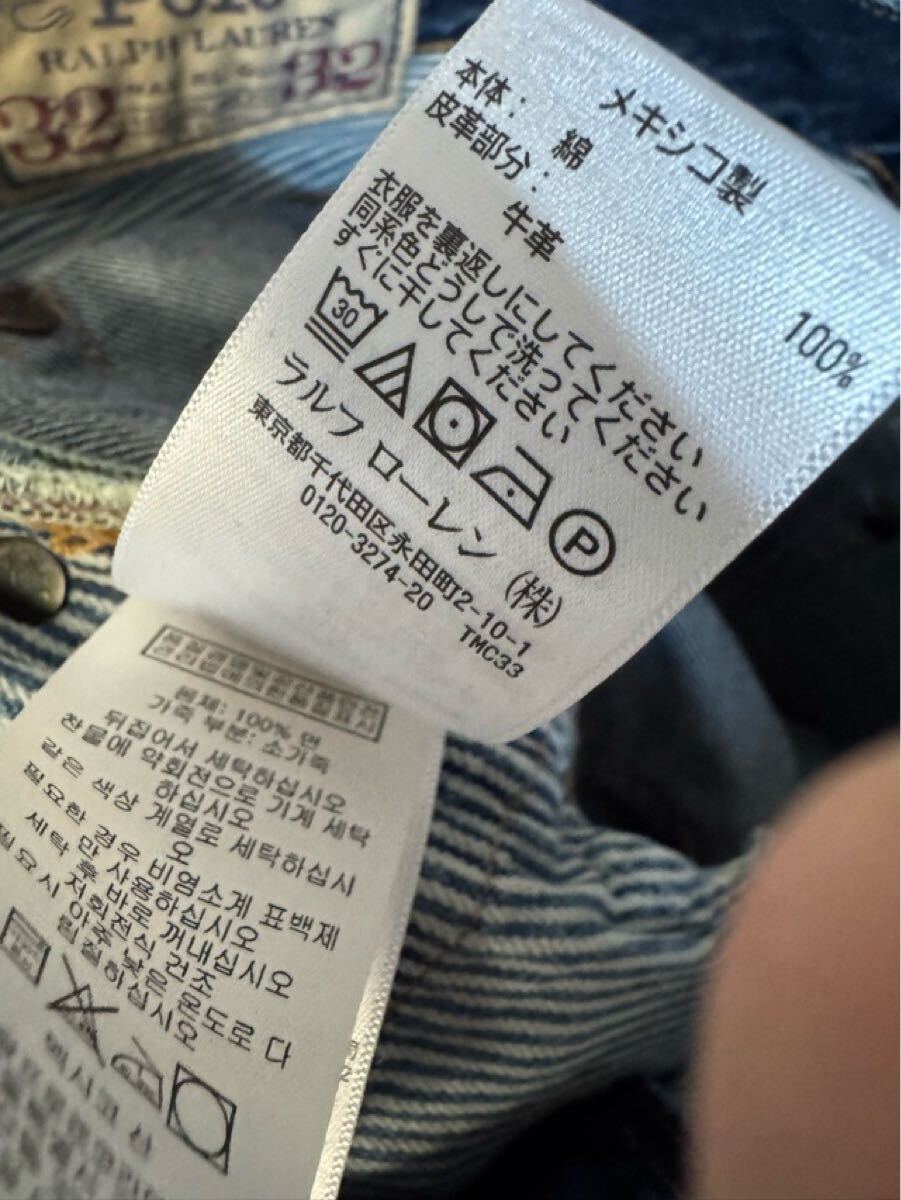 Polo
RALPH LAUREN
32 32
メキシコ製
本体: 綿 100%
皮革部分: 牛革
衣服を裏返しにしてください
同系色どうしで洗ってください
すぐに干してください
30
P
ラルフ ローレン (株)
東京都千代田区永田町2-10-1
0120-3274-20
TMC33
본체: 100% 면
가죽 부분: 소가죽
뒤집어서 세탁하십시오
찬물에 약회전으로 기계 세탁
하십시오
같은 색상 계열로 세탁하십시
오
필요한 경우 비염소계 표백제
만 사용하십시오
세탁 후 바로 꺼내십시오
저회전식 건조
필요시 아주 낮은 온도로 다
림질하십시오
멕시코 산